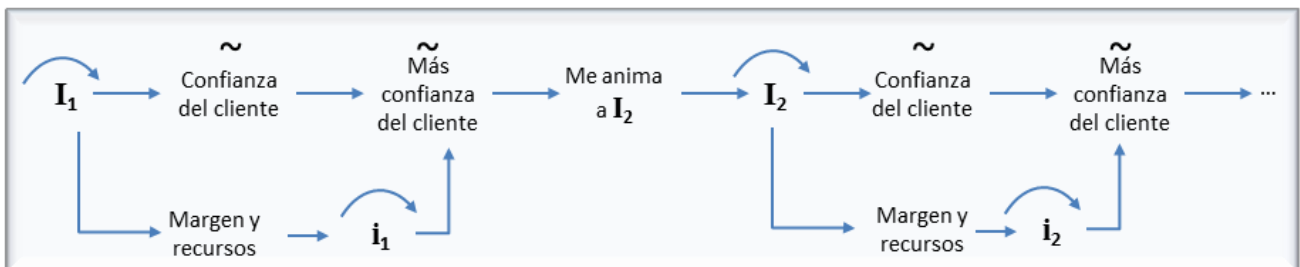 ~
~
~
~
I₁
Confianza
del cliente
Más
confianza
del cliente
Me anima
a I₂
I₂
Confianza
del cliente
Más
confianza
del cliente
...
Margen y
recursos
i₁
Margen y
recursos
i₂